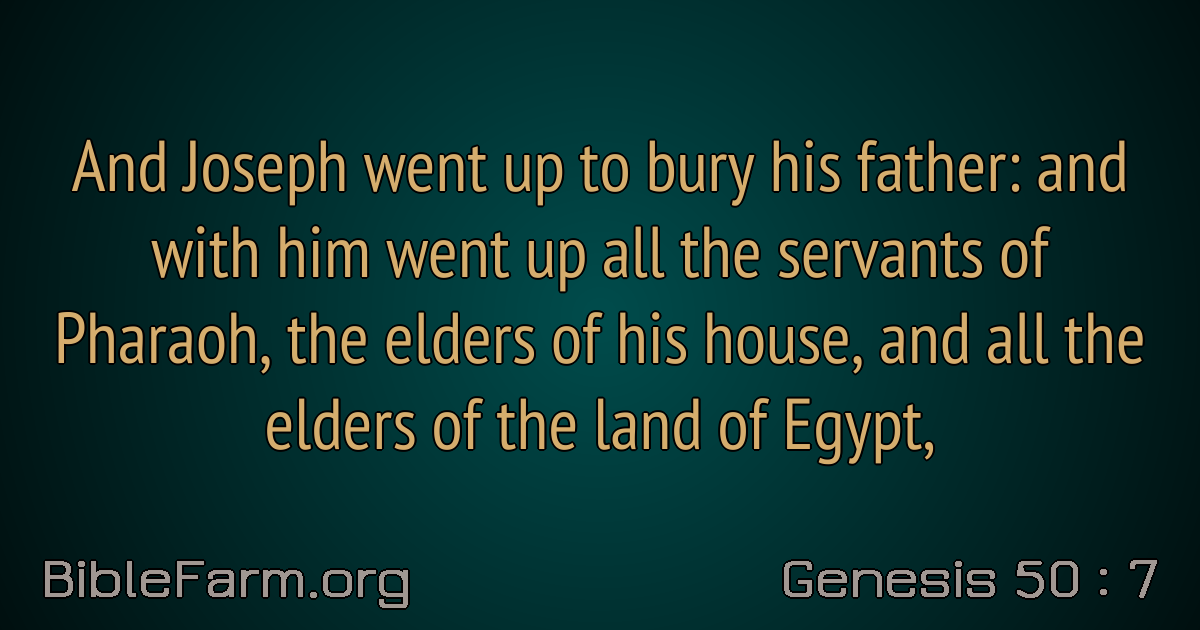 And Joseph went up to bury his father: and
with him went up all the servants of
Pharaoh, the elders of his house, and all the
elders of the land of Egypt,
BibleFarm.org
Genesis 50 : 7